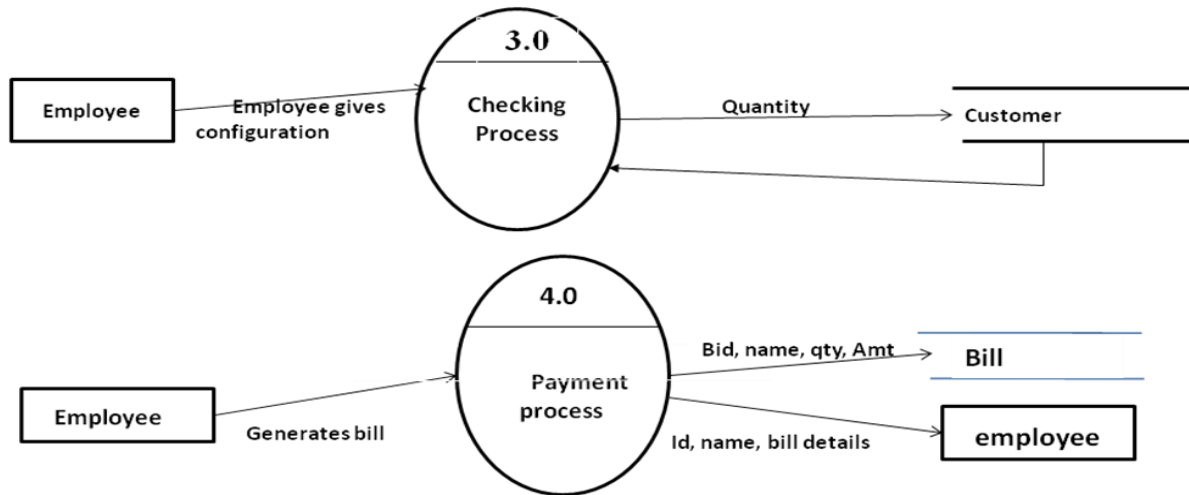 3.0
Employee
Employee gives
configuration
Checking
Process
Quantity
Customer
4.0
Employee
Generates bill
Payment
process
Bid, name, qty, Amt
Bill
Id, name, bill details
employee